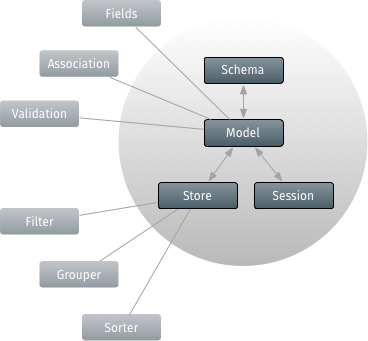 Fields
Association
Schema
Validation
Model
Store
Session
Filter
Grouper
Sorter